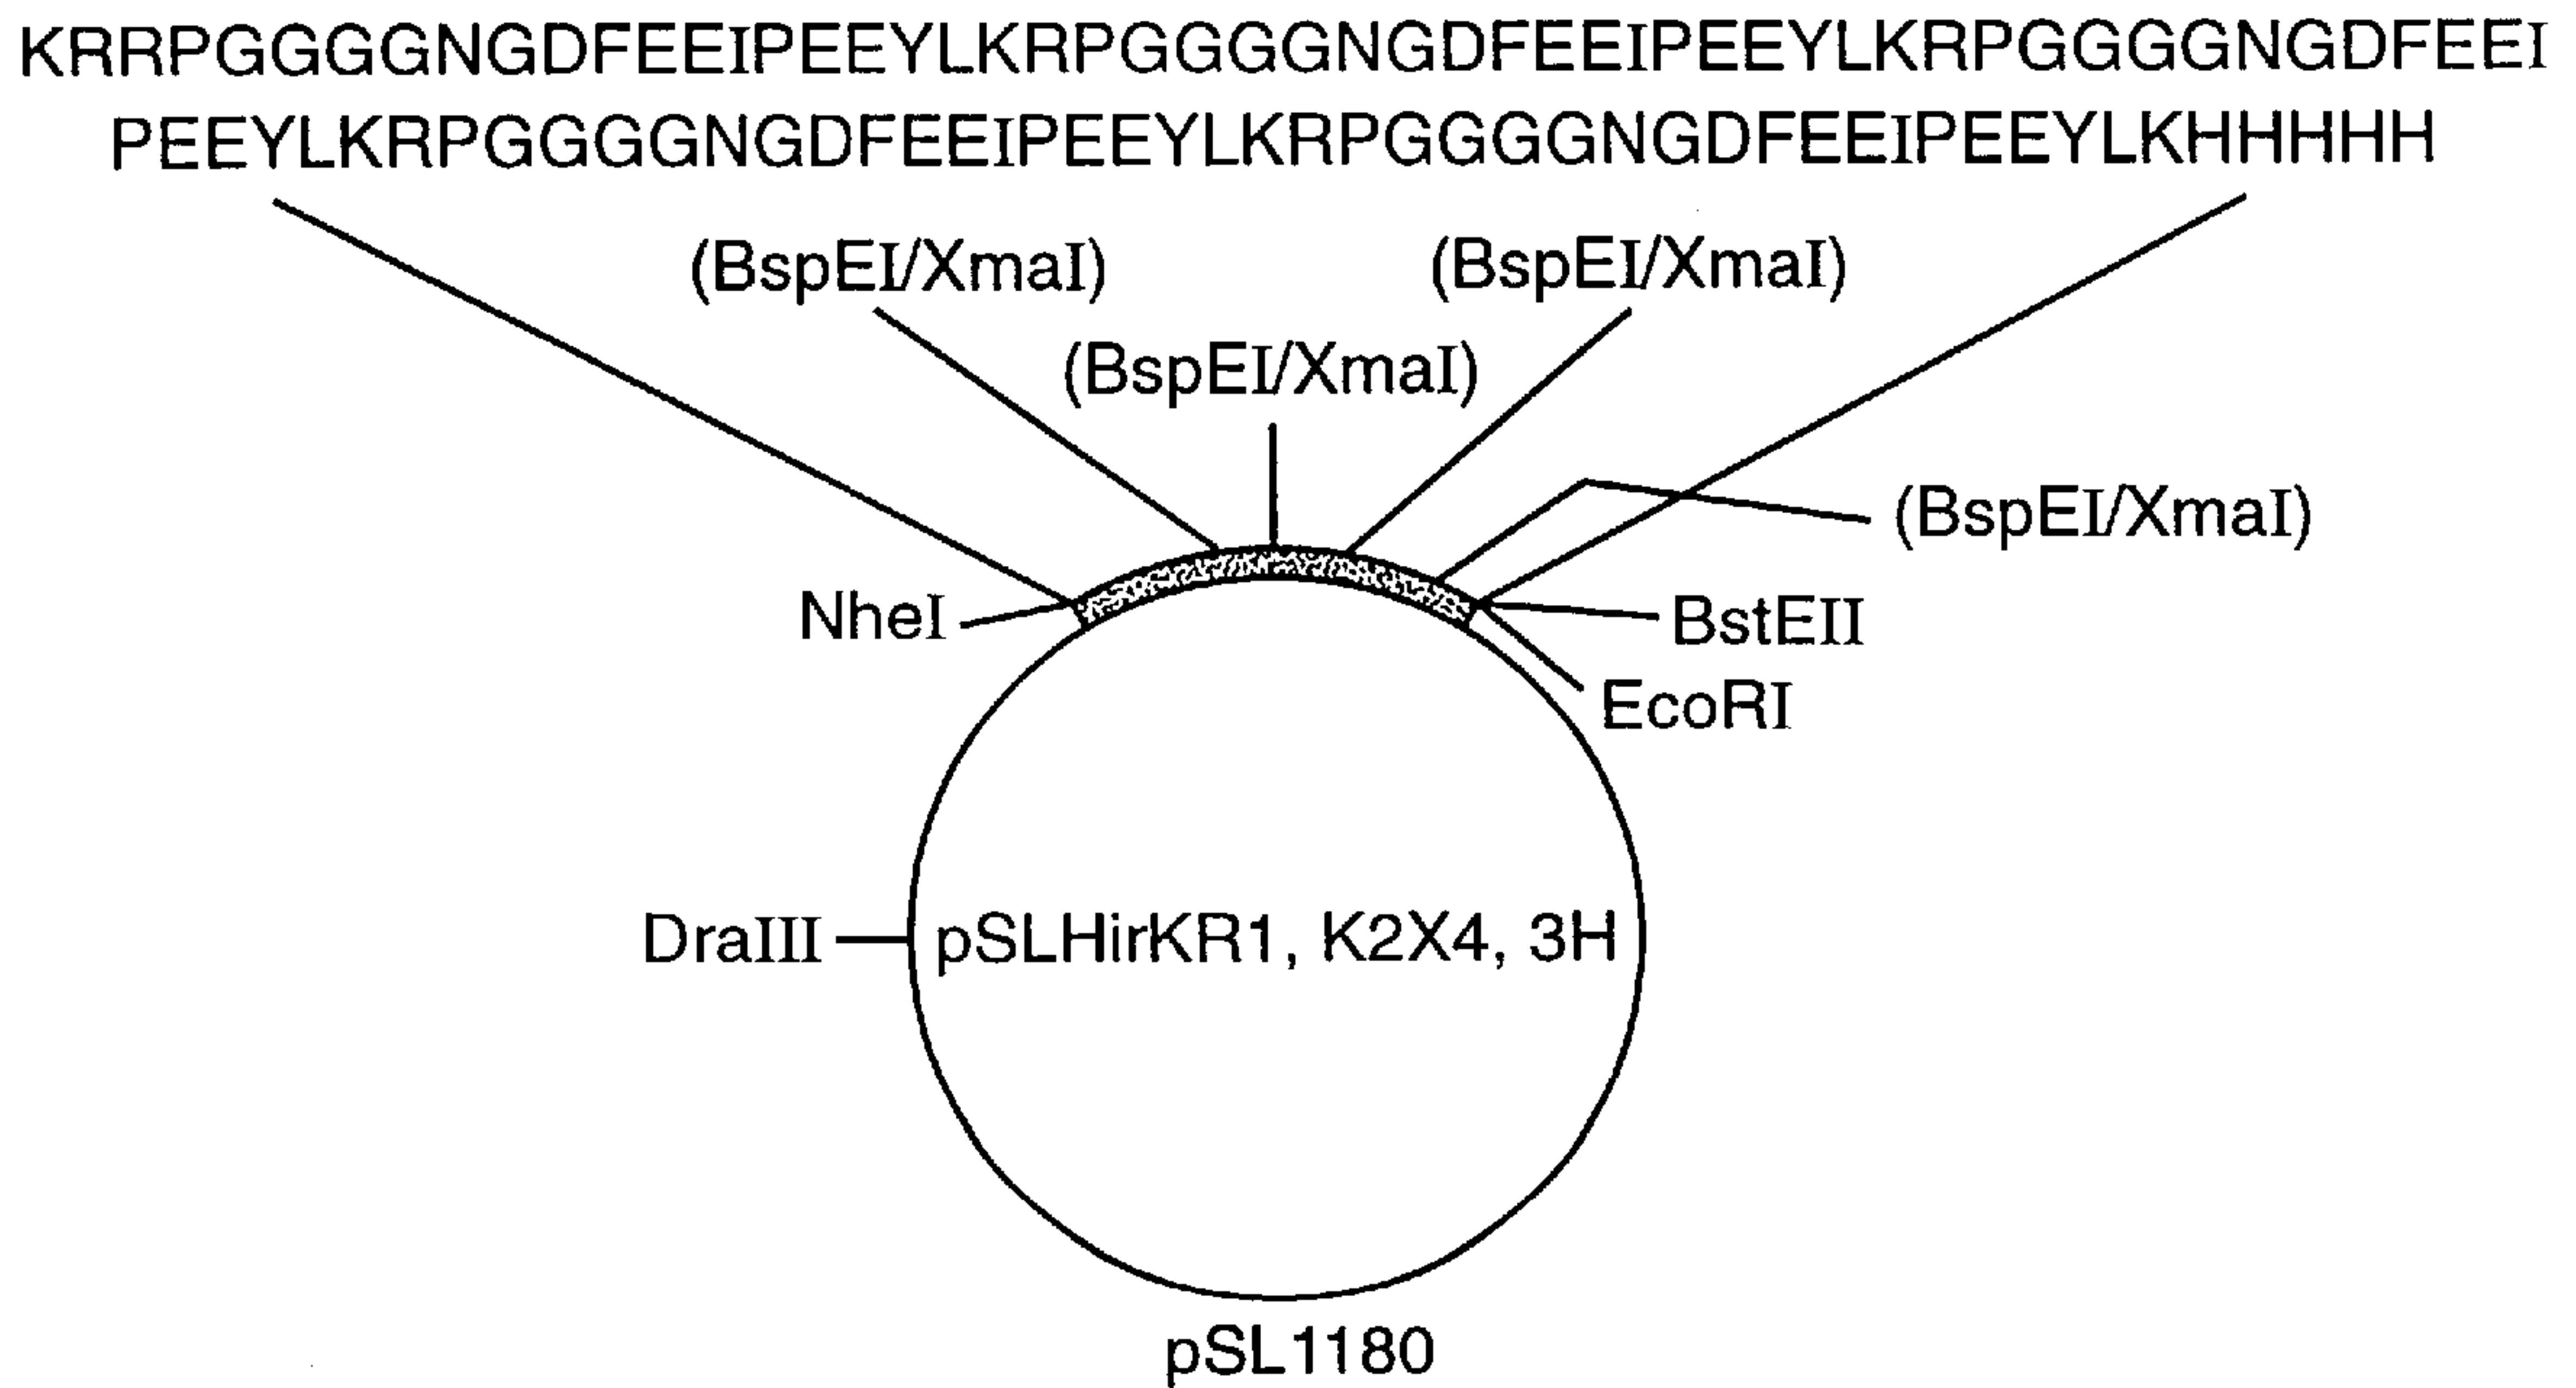 KRRPGGGGNGDFEEIPEEYLKRPGGGGNGDFEEIPEEYLKRPGGGGNGDFEEI
PEEYLKRPGGGGNGDFEEIPEEYLKRPGGGGNGDFEEIPEEYLKHHHHH
(BspEI/XmaI)
(BspEI/XmaI)
(BspEI/XmaI)
(BspEI/XmaI)
NheI
BstEII
EcoRI
DraIII
pSLHirKR1, K2X4, 3H
pSL1180